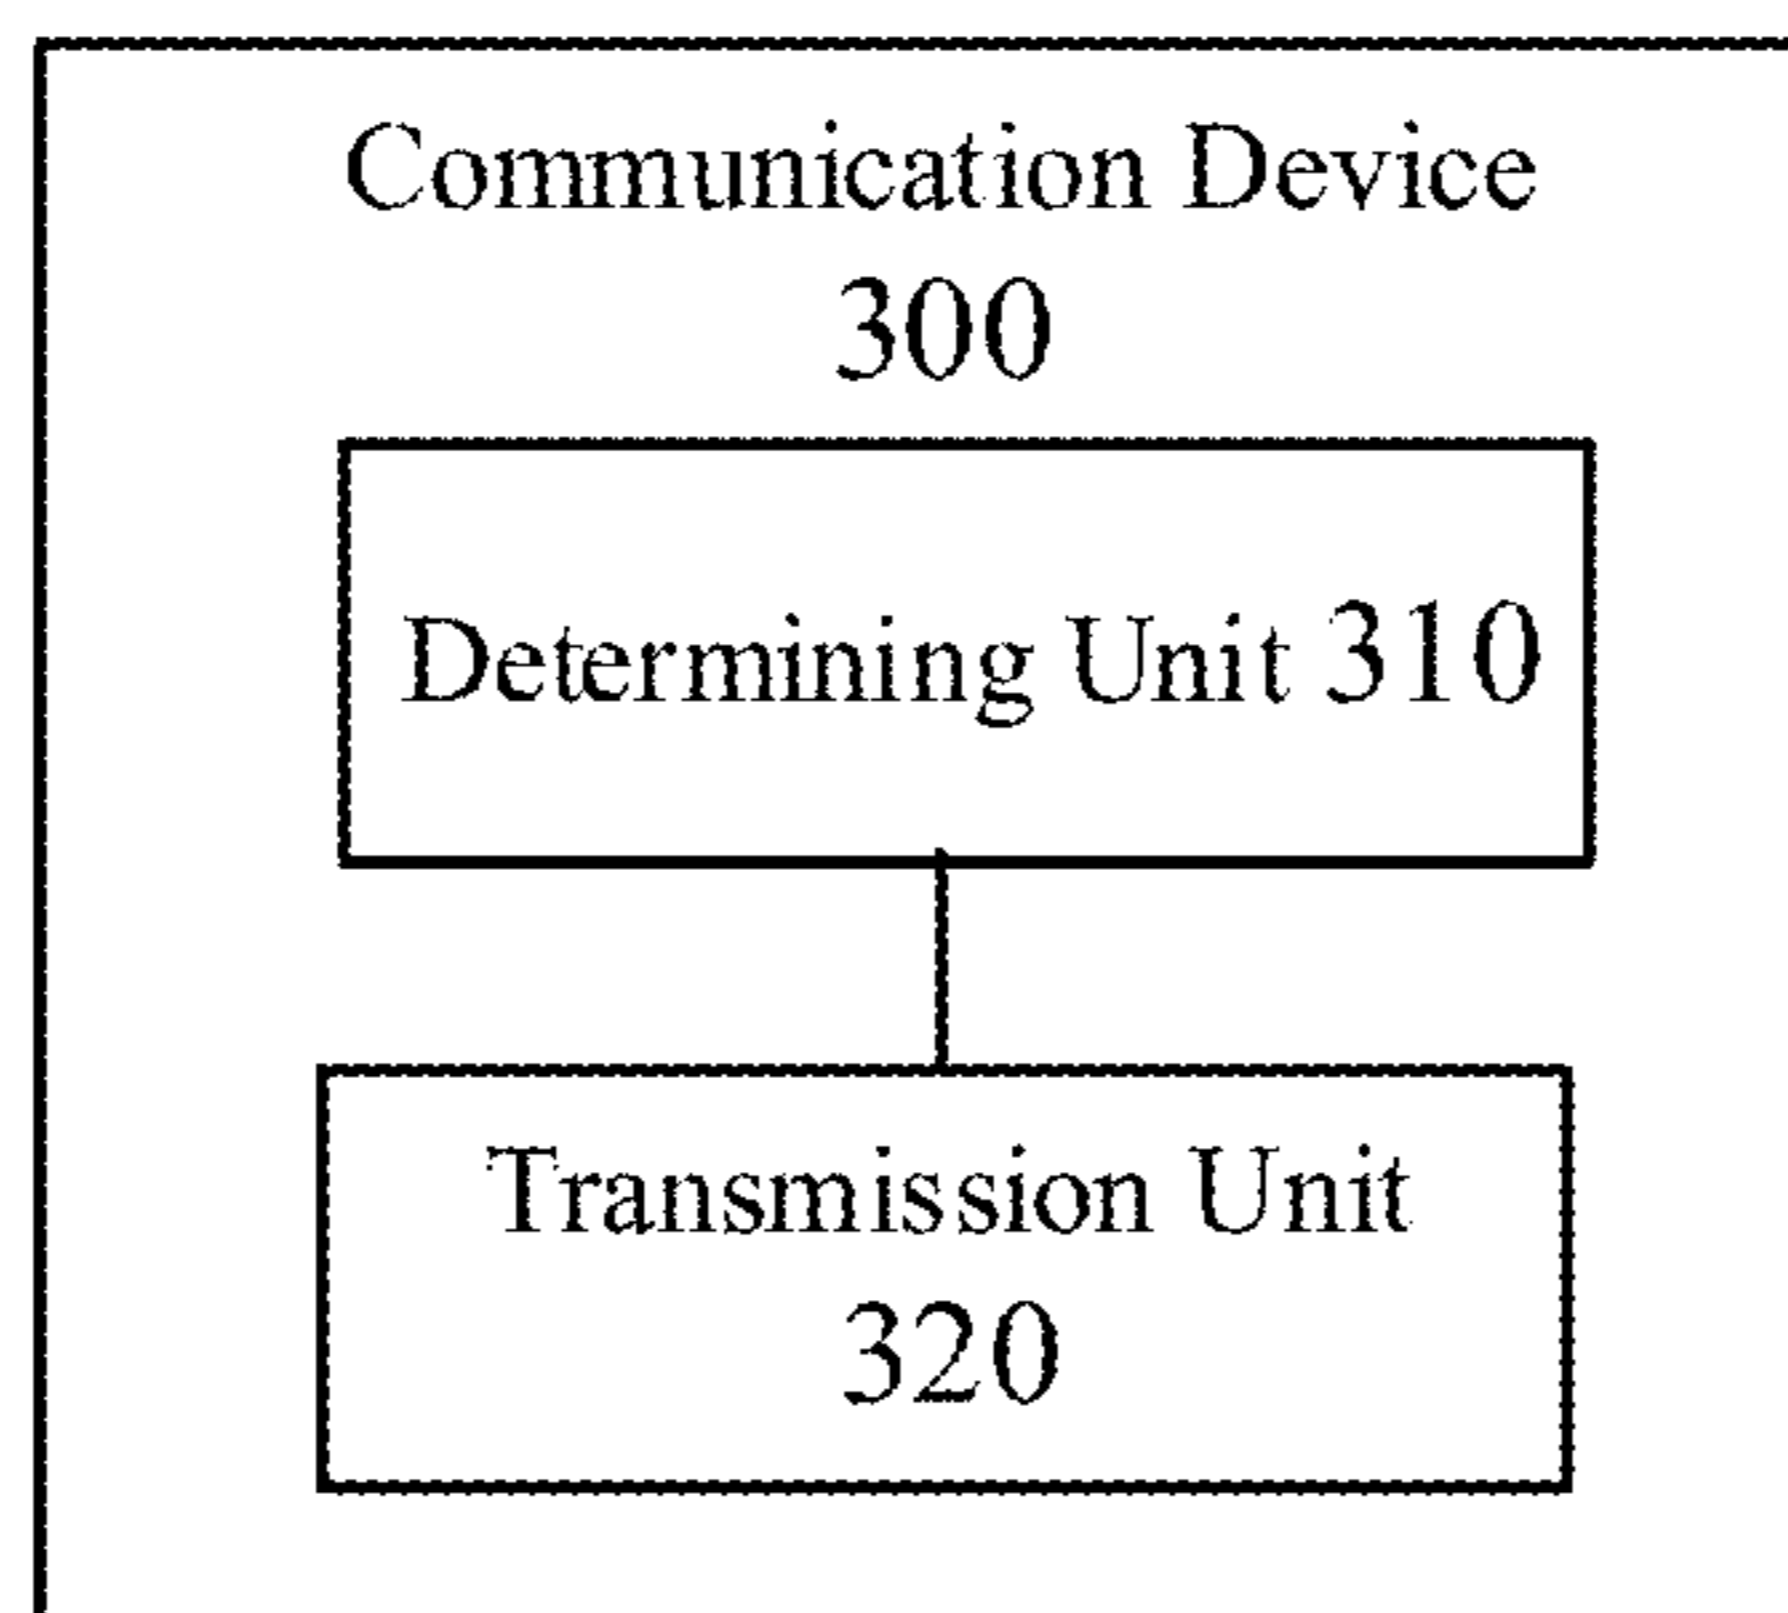 Communication Device
300
Determining Unit 310
Transmission Unit
320